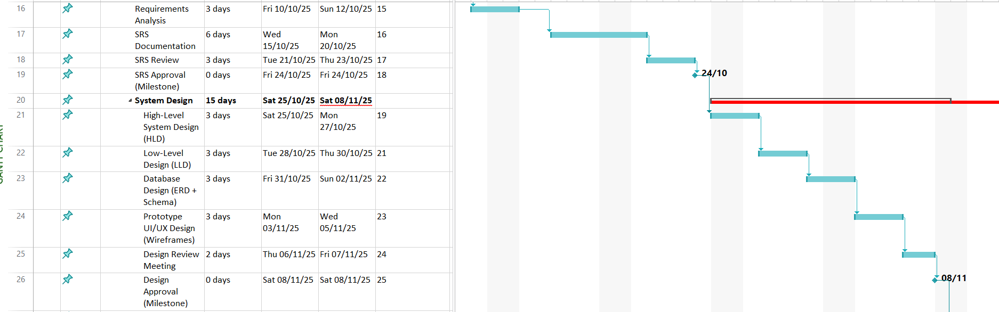 16 Requirements 3 days Fri 10/10/25 Sun 12/10/25 15
Analysis
17 SRS 6 days Wed Mon 16
Documentation 15/10/25 20/10/25
18 SRS Review 3 days Tue 21/10/25 Thu 23/10/25 17
19 SRS Approval 0 days Fri 24/10/25 Fri 24/10/25 18 24/10
(Milestone)
20 System Design 15 days Sat 25/10/25 Sat 08/11/25
21 High-Level 3 days Sat 25/10/25 Mon 19
System Design 27/10/25
(HLD)
22 Low-Level 3 days Tue 28/10/25 Thu 30/10/25 21
Design (LLD)
23 Database 3 days Fri 31/10/25 Sun 02/11/25 22
Design (ERD +
Schema)
24 Prototype 3 days Mon Wed 23
UI/UX Design 03/11/25 05/11/25
(Wireframes)
25 Design Review 2 days Thu 06/11/25 Fri 07/11/25 24
Meeting
26 Design 0 days Sat 08/11/25 Sat 08/11/25 25 08/11
Approval
(Milestone)